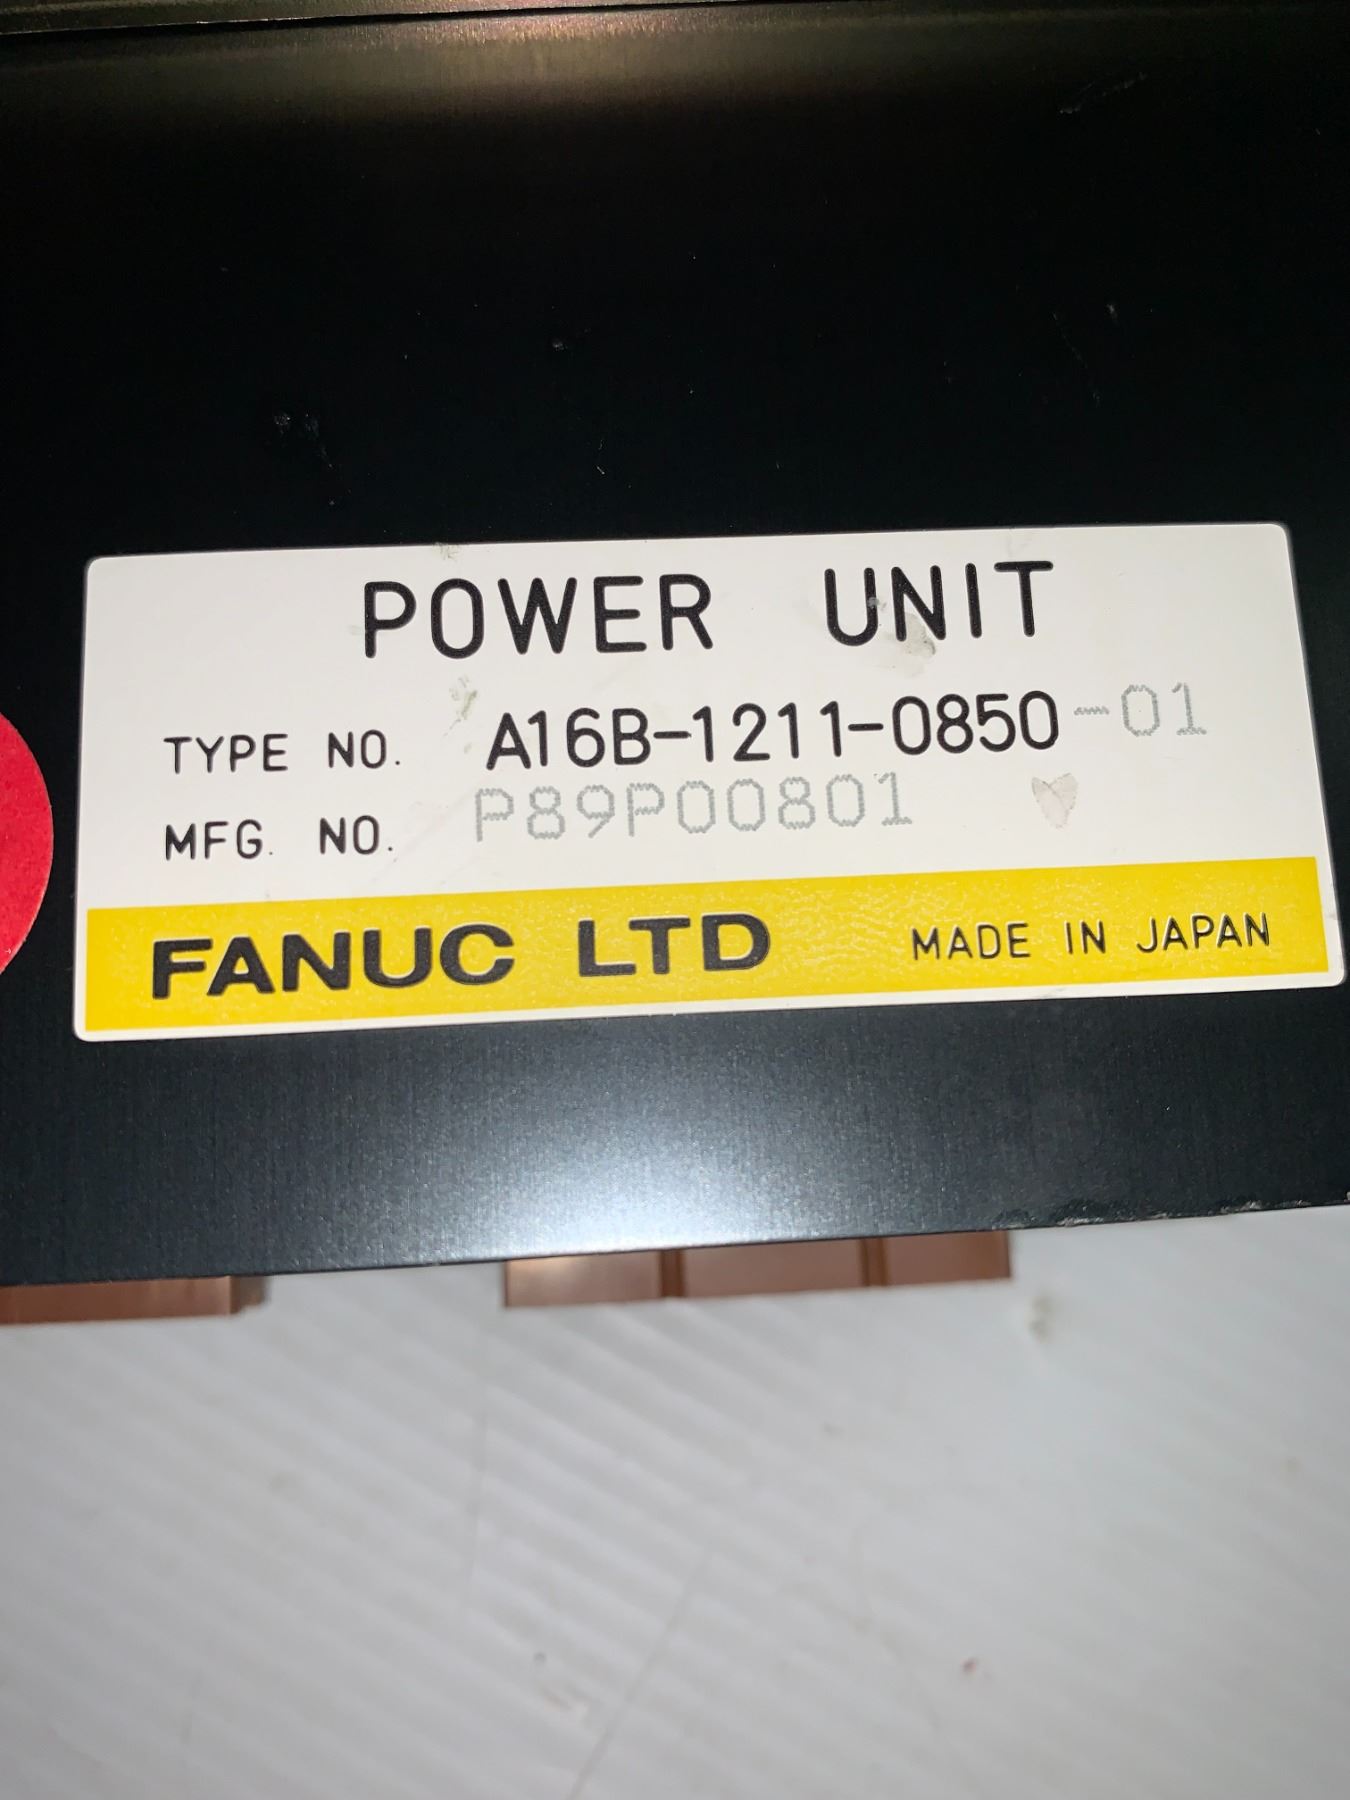 POWER UNIT
TYPE NO. A16B-1211-0850-01
MFG. NO. P89P00801
FANUC LTD MADE IN JAPAN